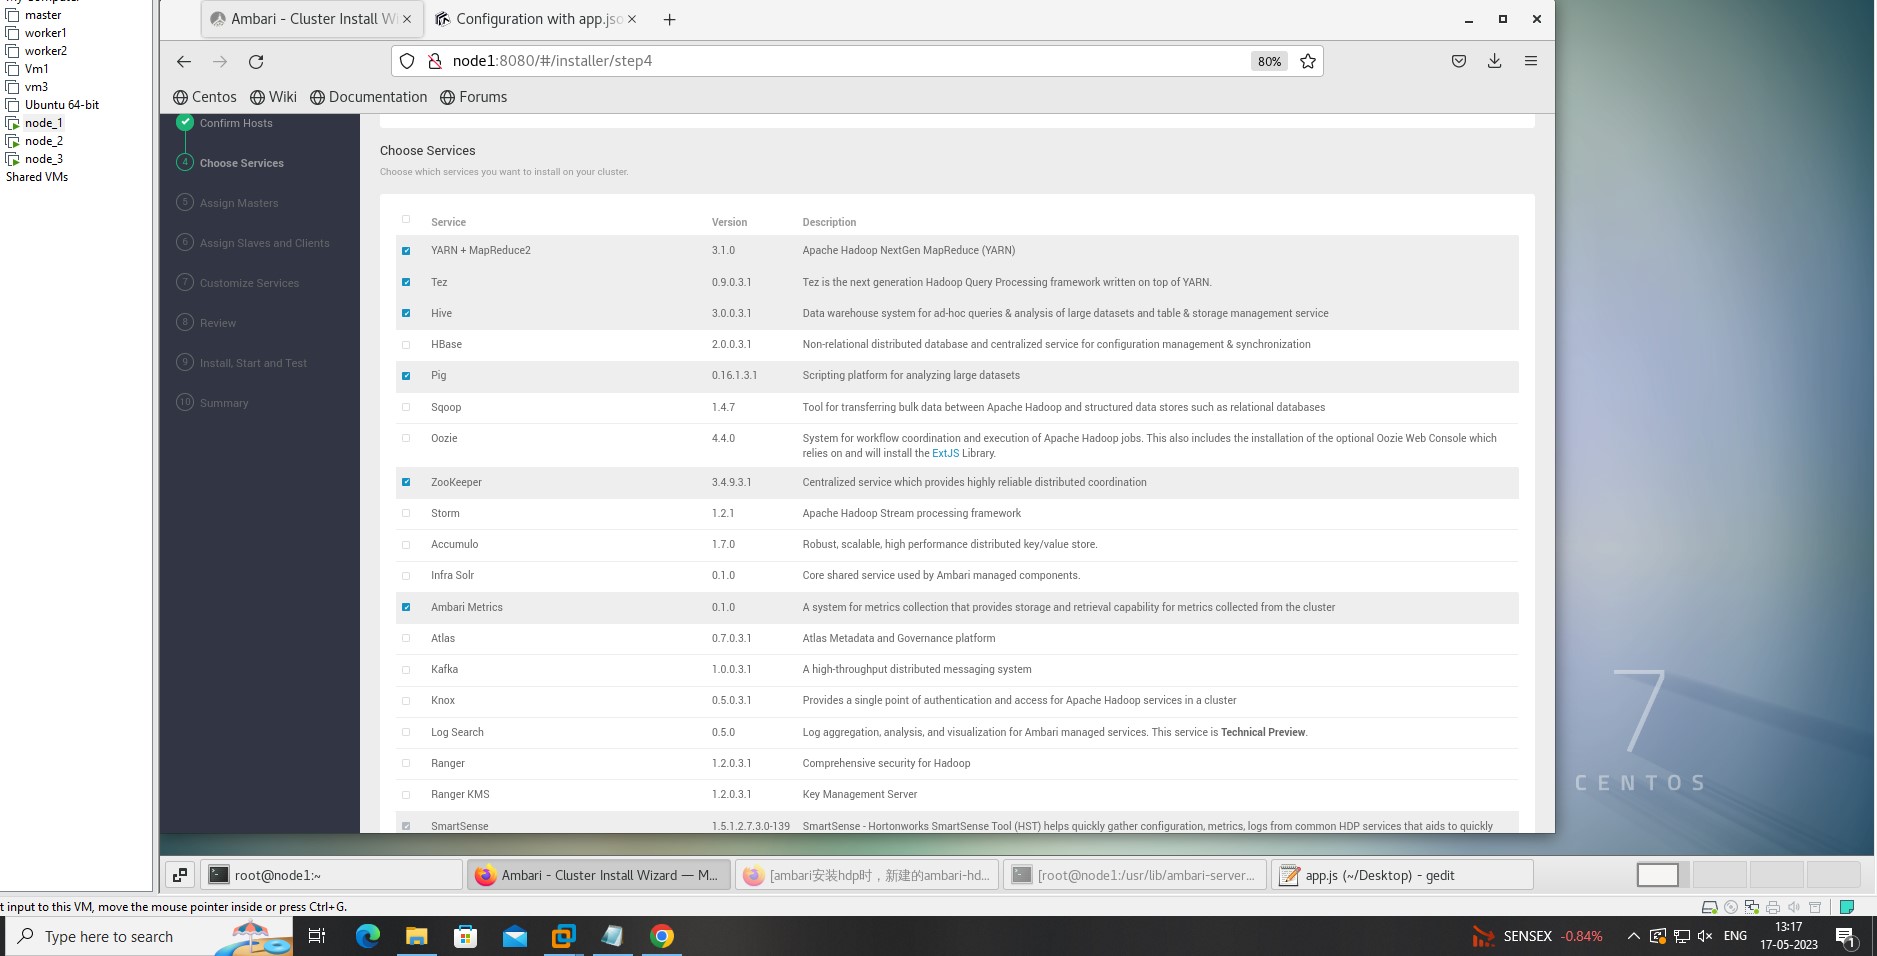 master
worker1
worker2
Vm1
vm3
Ubuntu 64-bit
node_1
node_2
node_3
Shared VMs
Ambari - Cluster Install Wi
Configuration with app.jso
node1:8080/#/installer/step4
80%
Centos
Wiki
Documentation
Forums
Confirm Hosts
4 Choose Services
5 Assign Masters
6 Assign Slaves and Clients
7 Customize Services
8 Review
9 Install, Start and Test
10 Summary
Choose Services
Choose which services you want to install on your cluster.
Service Version Description
YARN + MapReduce2 3.1.0 Apache Hadoop NextGen MapReduce (YARN)
Tez 0.9.0.3.1 Tez is the next generation Hadoop Query Processing framework written on top of YARN.
Hive 3.0.0.3.1 Data warehouse system for ad-hoc queries & analysis of large datasets and table & storage management service
HBase 2.0.0.3.1 Non-relational distributed database and centralized service for configuration management & synchronization
Pig 0.16.1.3.1 Scripting platform for analyzing large datasets
Sqoop 1.4.7 Tool for transferring bulk data between Apache Hadoop and structured data stores such as relational databases
Oozie 4.4.0 System for workflow coordination and execution of Apache Hadoop jobs. This also includes the installation of the optional Oozie Web Console which
relies on and will install the ExtJS Library.
ZooKeeper 3.4.9.3.1 Centralized service which provides highly reliable distributed coordination
Storm 1.2.1 Apache Hadoop Stream processing framework
Accumulo 1.7.0 Robust, scalable, high performance distributed key/value store.
Infra Solr 0.1.0 Core shared service used by Ambari managed components.
Ambari Metrics 0.1.0 A system for metrics collection that provides storage and retrieval capability for metrics collected from the cluster
Atlas 0.7.0.3.1 Atlas Metadata and Governance platform
Kafka 1.0.0.3.1 A high-throughput distributed messaging system
Knox 0.5.0.3.1 Provides a single point of authentication and access for Apache Hadoop services in a cluster
Log Search 0.5.0 Log aggregation, analysis, and visualization for Ambari managed services. This service is Technical Preview.
Ranger 1.2.0.3.1 Comprehensive security for Hadoop
Ranger KMS 1.2.0.3.1 Key Management Server
SmartSense 1.5.1.2.7.3.0-139 SmartSense - Hortonworks SmartSense Tool (HST) helps quickly gather configuration, metrics, logs from common HDP services that aids to quickly
7
CENTOS
root@node1:~
Ambari - Cluster Install Wizard — M...
[ambari安装hdp时，新建的ambari-hd...
[root@node1:/usr/lib/ambari-server...
app.js (~/Desktop) - gedit
t input to this VM, move the mouse pointer inside or press Ctrl+G.
Type here to search
SENSEX -0.84%
ENG
13:17
17-05-2023
1